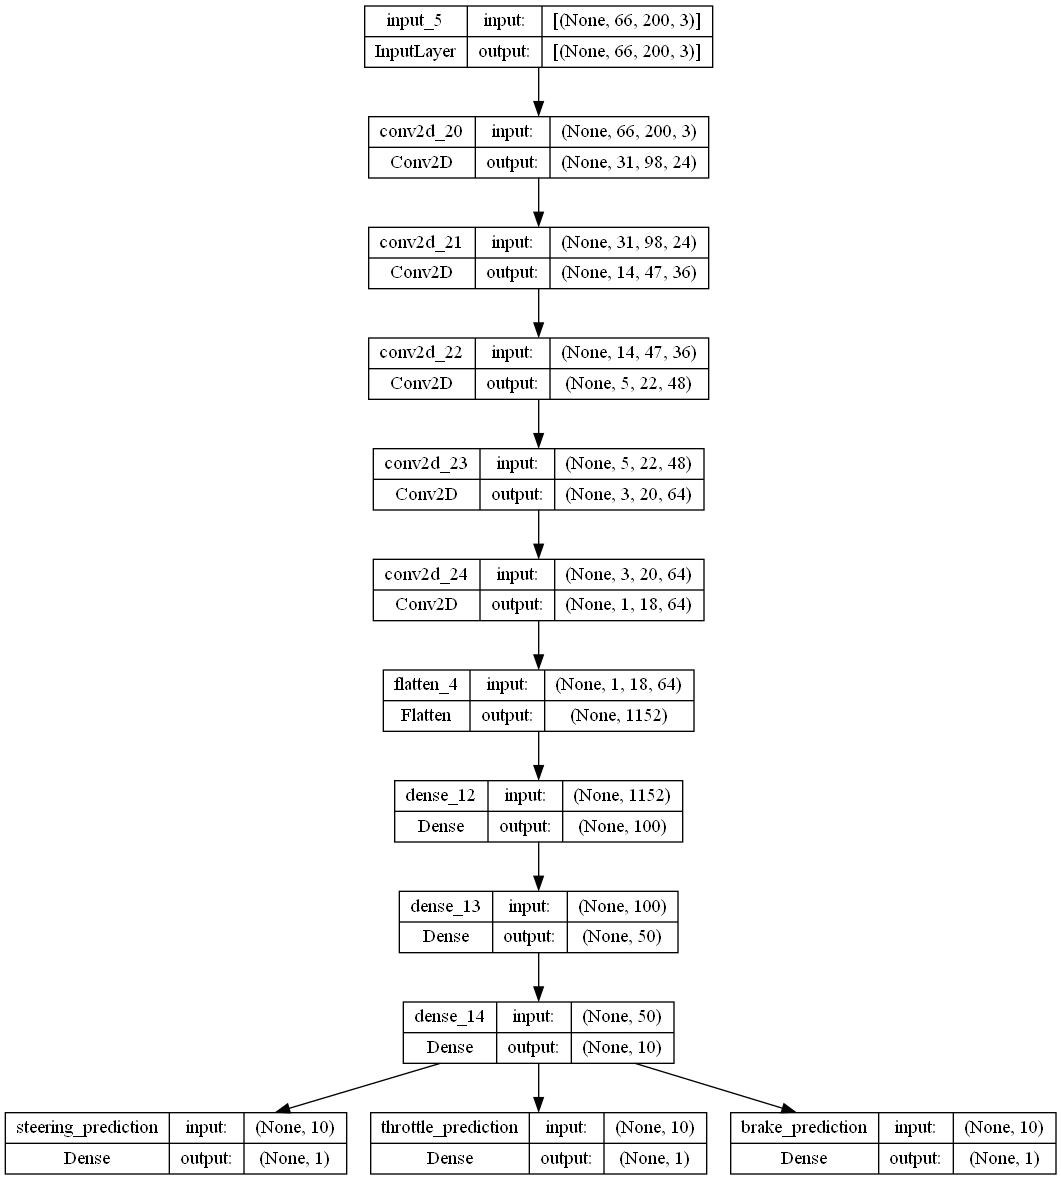 input_5 input: [(None, 66, 200, 3)]
InputLayer output: [(None, 66, 200, 3)]
conv2d_20 input: (None, 66, 200, 3)
Conv2D output: (None, 31, 98, 24)
conv2d_21 input: (None, 31, 98, 24)
Conv2D output: (None, 14, 47, 36)
conv2d_22 input: (None, 14, 47, 36)
Conv2D output: (None, 5, 22, 48)
conv2d_23 input: (None, 5, 22, 48)
Conv2D output: (None, 3, 20, 64)
conv2d_24 input: (None, 3, 20, 64)
Conv2D output: (None, 1, 18, 64)
flatten_4 input: (None, 1, 18, 64)
Flatten output: (None, 1152)
dense_12 input: (None, 1152)
Dense output: (None, 100)
dense_13 input: (None, 100)
Dense output: (None, 50)
dense_14 input: (None, 50)
Dense output: (None, 10)
steering_prediction input: (None, 10)
Dense output: (None, 1)
throttle_prediction input: (None, 10)
Dense output: (None, 1)
brake_prediction input: (None, 10)
Dense output: (None, 1)